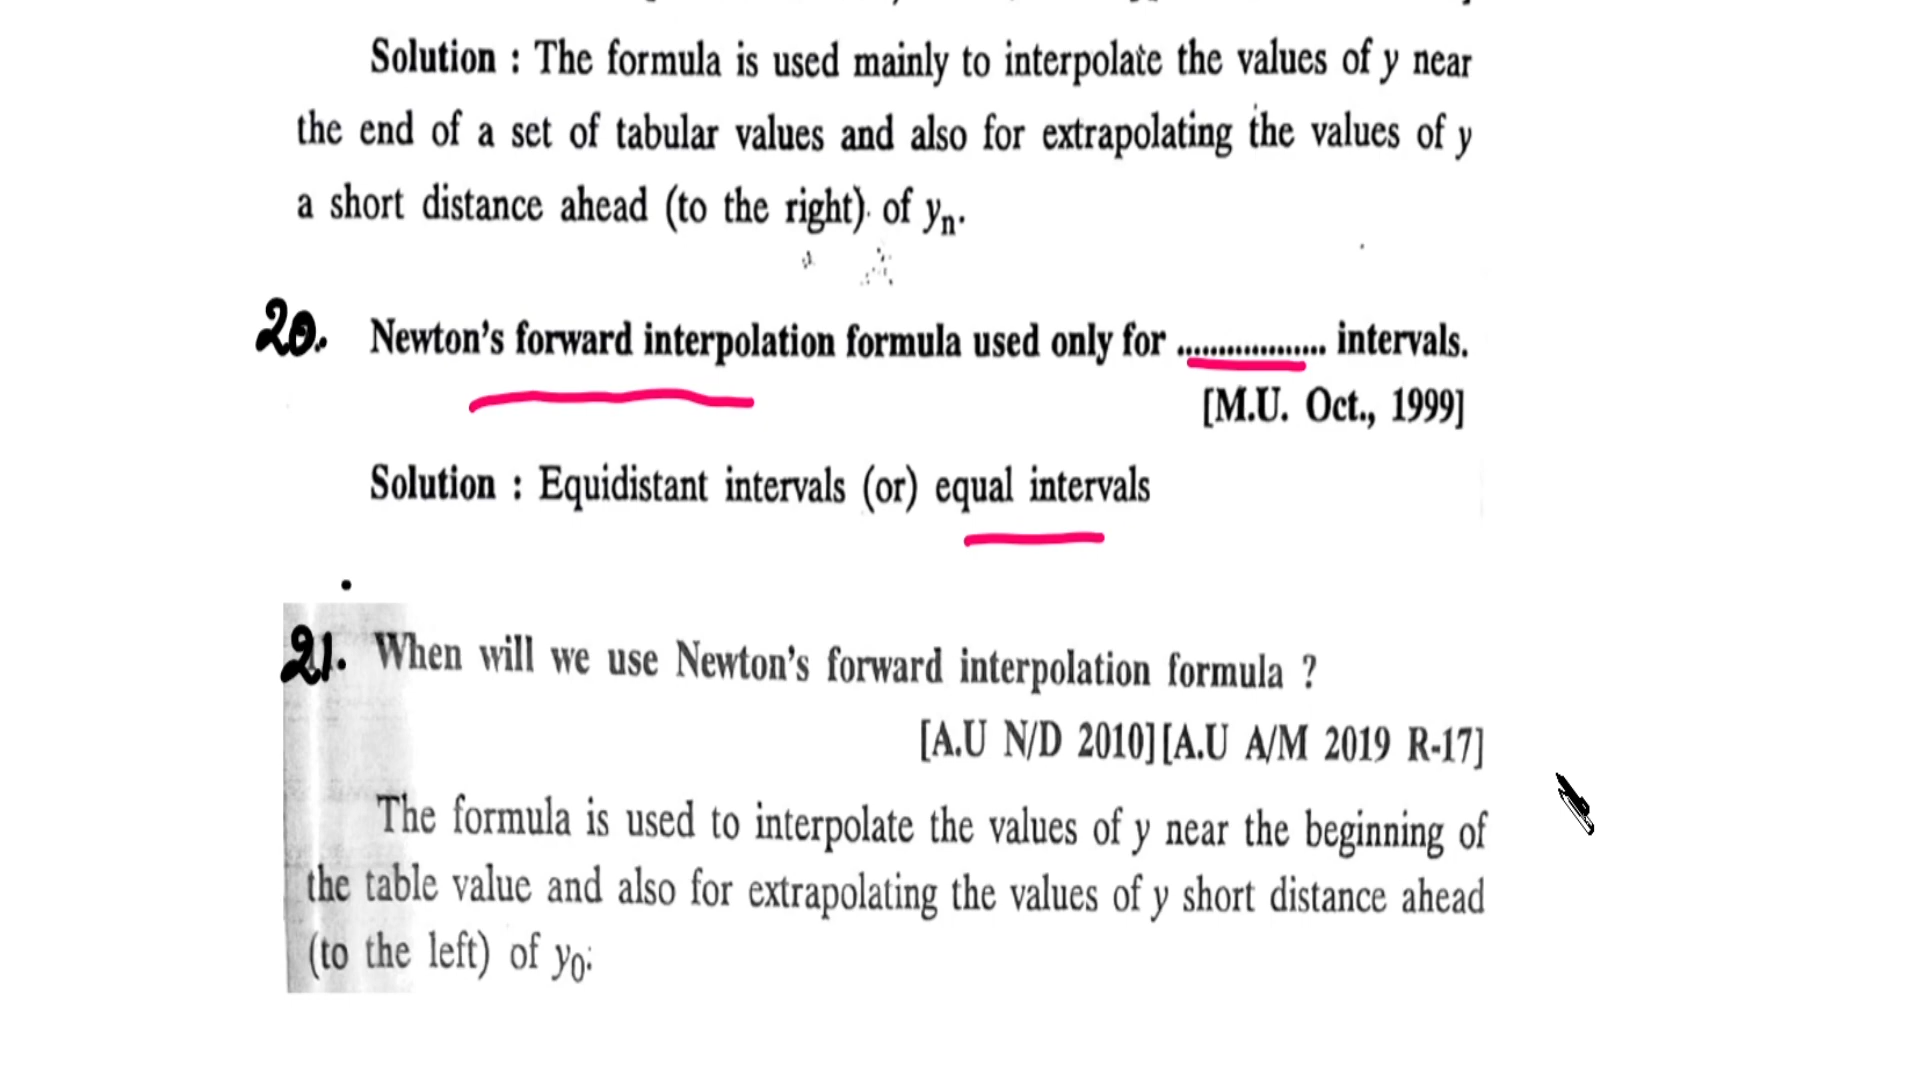 Solution : The formula is used mainly to interpolate the values of y near
the end of a set of tabular values and also for extrapolating the values of y
a short distance ahead (to the right) of yn.
20. Newton's forward interpolation formula used only for .................. intervals.
[M.U. Oct., 1999]
Solution : Equidistant intervals (or) equal intervals
21. When will we use Newton's forward interpolation formula ?
[A.U N/D 2010] [A.U A/M 2019 R-17]
The formula is used to interpolate the values of y near the beginning of
the table value and also for extrapolating the values of y short distance ahead
(to the left) of y0.